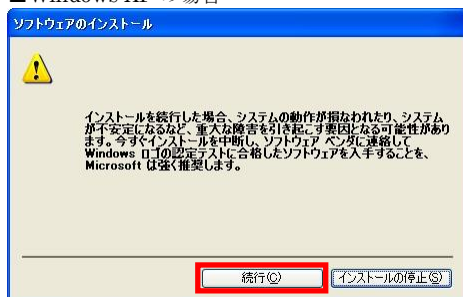 ■Windows XP の場合
ソフトウェアのインストール
インストールを続行した場合、システムの動作が損なわれたり、システム
が不安定になるなど、重大な障害を引き起こす要因となる可能性があり
ます。今すぐインストールを中断し、ソフトウェア ベンダに連絡して
Windows ロゴの認定テストに合格したソフトウェアを入手することを、
Microsoft は強く推奨します。
続行(C)
インストールの停止(S)